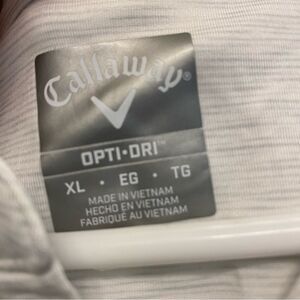 Callaway®
OPTI•DRI™
XL • EG • TG
MADE IN VIETNAM
HECHO EN VIETNAM
FABRIQUÉ AU VIETNAM